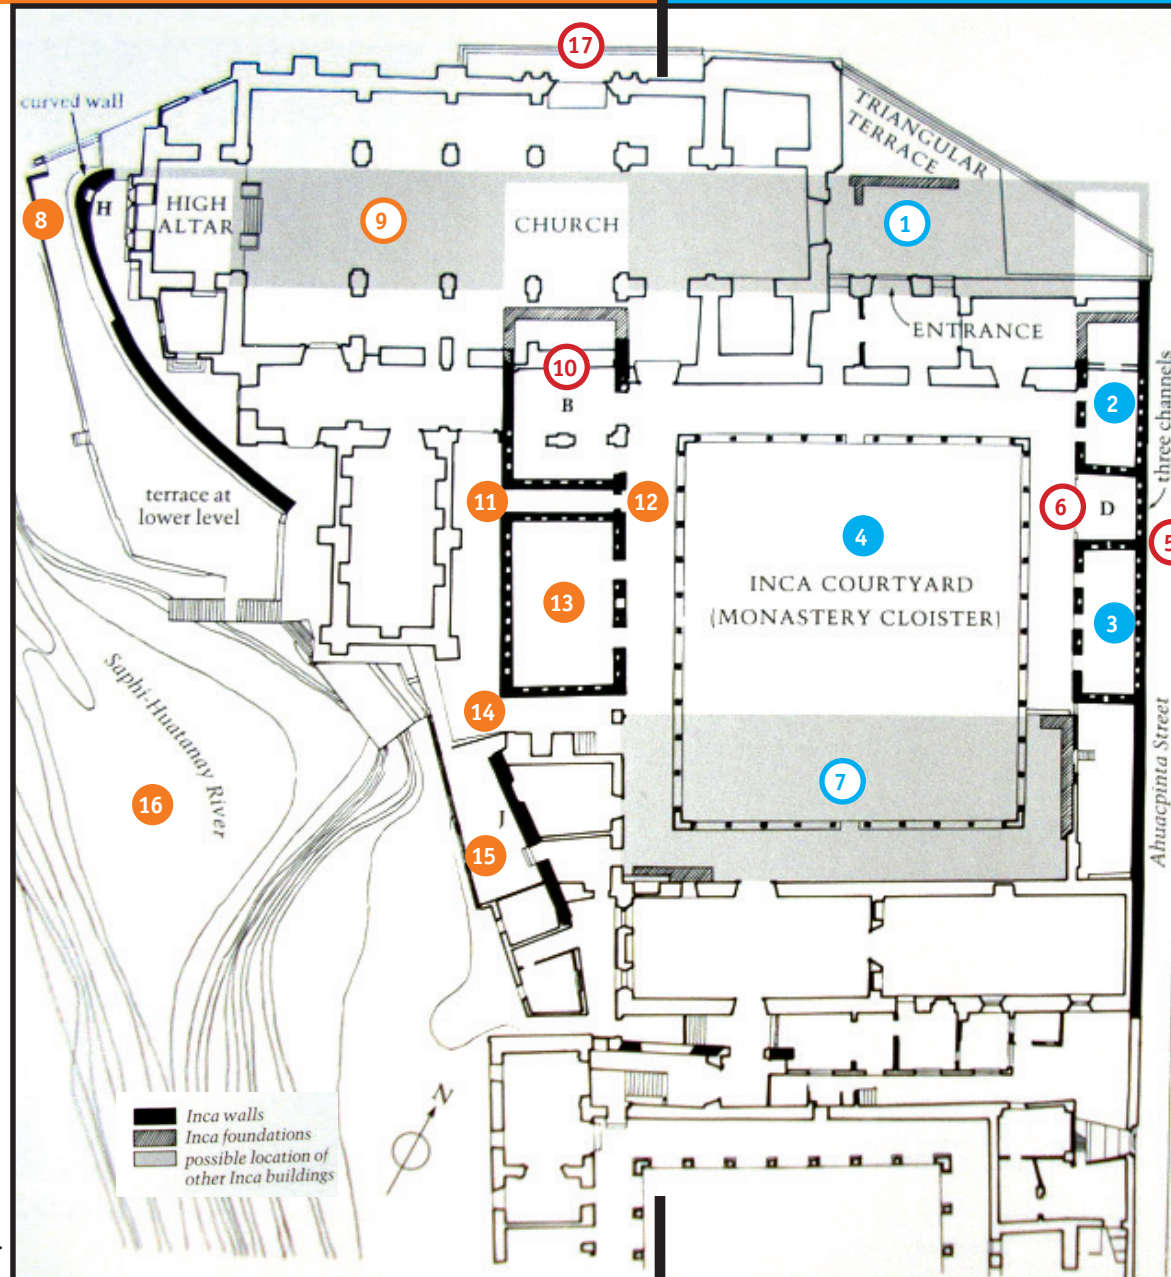 17
curved wall
TRIANGULAR
TERRACE
8
H
HIGH
ALTAR
9
CHURCH
1
ENTRANCE
10
B
2
three channels
terrace at
lower level
11
12
6
D
5
4
INCA COURTYARD
(MONASTERY CLOISTER)
13
3
14
Saphi-Huatanay River
16
7
Ahuacpinta Street
J
15
N
Inca walls
Inca foundations
possible location of
other Inca buildings